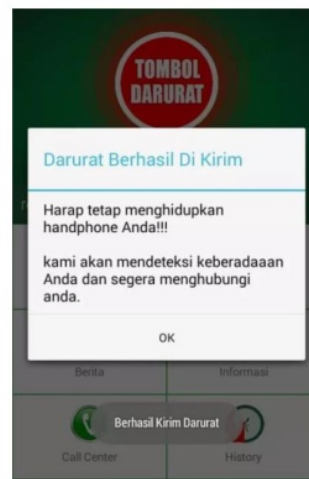 TOMBOL
DARURAT
Darurat Berhasil Di Kirim
Harap tetap menghidupkan
handphone Anda!!!
kami akan mendeteksi keberadaaan
Anda dan segera menghubungi
anda.
OK
Berita
Informasi
Berhasil Kirim Darurat
Call Center
History